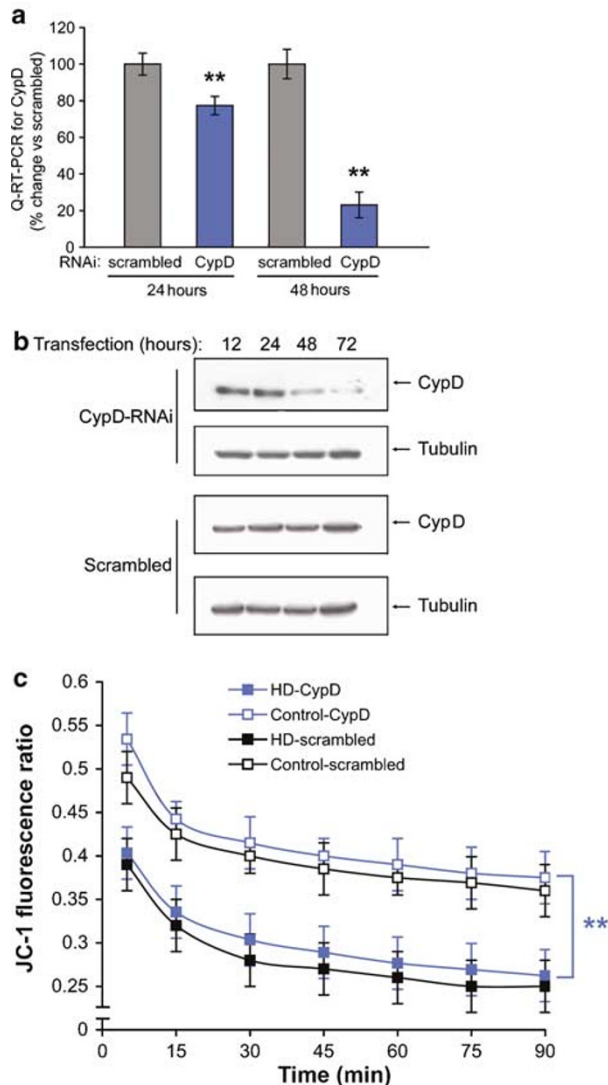 a
Q-RT-PCR for CypD
(% change vs scrambled)
120
100
80
60
40
20
0
**
**
RNAi: scrambled CypD scrambled CypD
24 hours 48 hours
b
Transfection (hours): 12 24 48 72
CypD-RNAi
CypD
Tubulin
Scrambled
CypD
Tubulin
c
JC-1 fluorescence ratio
0.6
0.55
0.5
0.45
0.4
0.35
0.3
0.25
0
HD-CypD
Control-CypD
HD-scrambled
Control-scrambled
**
0 15 30 45 60 75 90
Time (min)